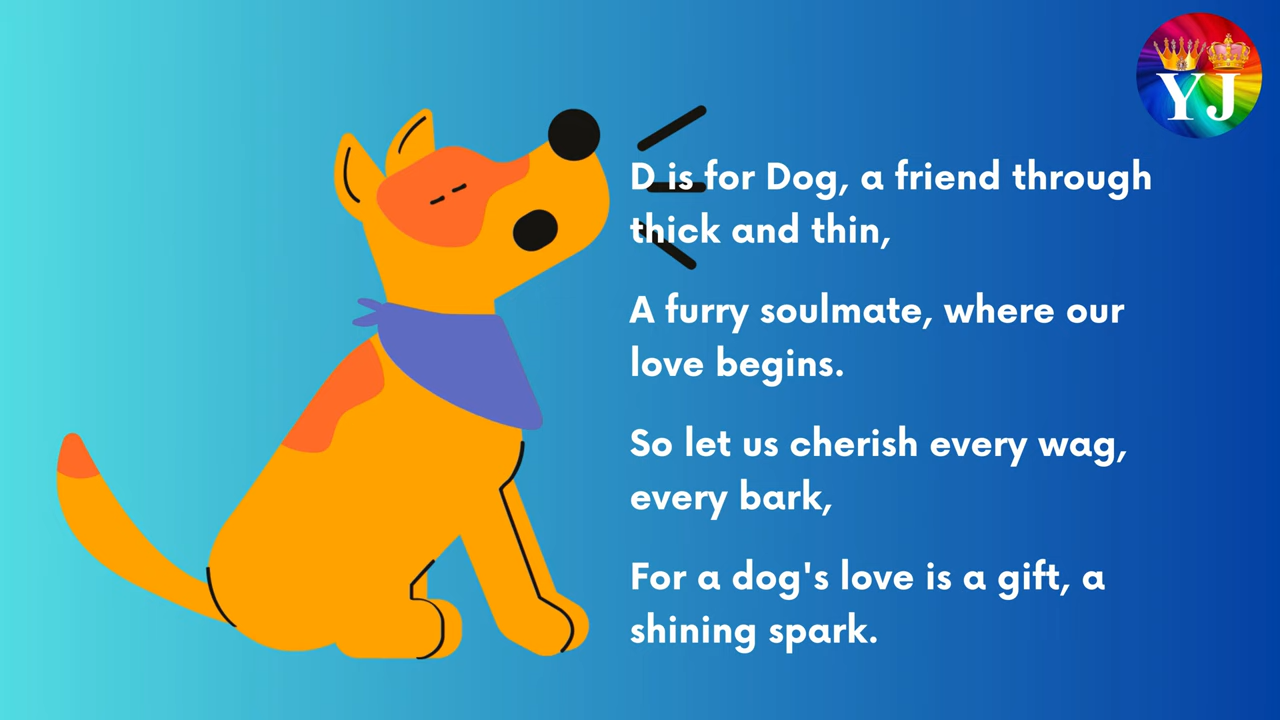 YJ
D is for Dog, a friend through
thick and thin,
A furry soulmate, where our
love begins.
So let us cherish every wag,
every bark,
For a dog's love is a gift, a
shining spark.